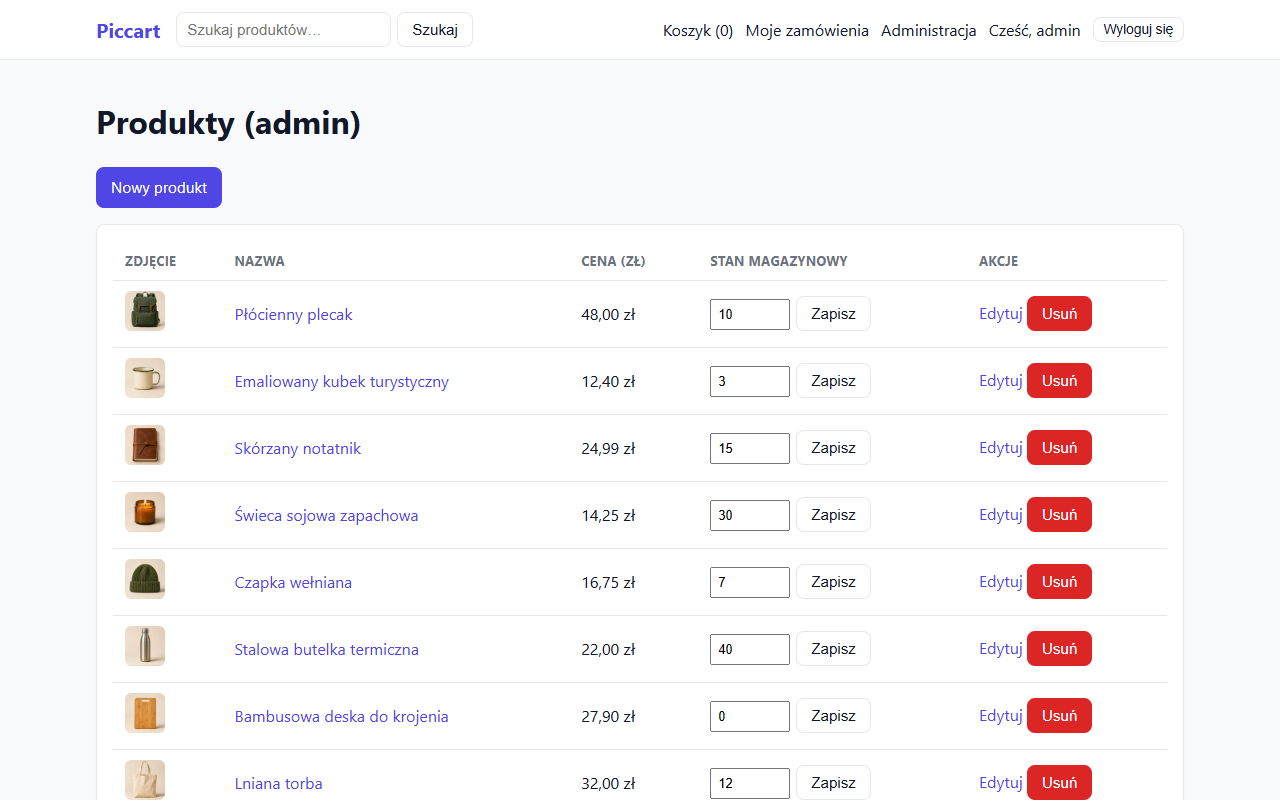 Piccart Szukaj produktów… Szukaj Koszyk (0) Moje zamówienia Administracja Cześć, admin Wyloguj się
Produkty (admin)
Nowy produkt
ZDJĘCIE NAZWA CENA (ZŁ) STAN MAGAZYNOWY AKCJE
Płócienny plecak 48,00 zł 10 Zapisz Edytuj Usuń
Emaliowany kubek turystyczny 12,40 zł 3 Zapisz Edytuj Usuń
Skórzany notatnik 24,99 zł 15 Zapisz Edytuj Usuń
Świeca sojowa zapachowa 14,25 zł 30 Zapisz Edytuj Usuń
Czapka wełniana 16,75 zł 7 Zapisz Edytuj Usuń
Stalowa butelka termiczna 22,00 zł 40 Zapisz Edytuj Usuń
Bambusowa deska do krojenia 27,90 zł 0 Zapisz Edytuj Usuń
Lniana torba 32,00 zł 12 Zapisz Edytuj Usuń